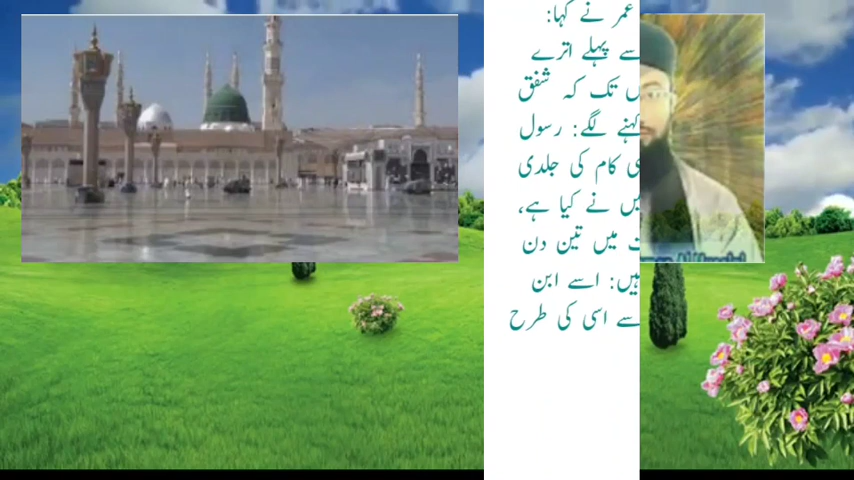 عمر نے کہا:
سے پہلے اترے
تک کہ شفق
کہنے لگے: رسول
کام کی جلدی
نے کیا ہے،
میں تین دن
ہیں: اسے ابن
سے اسی کی طرح